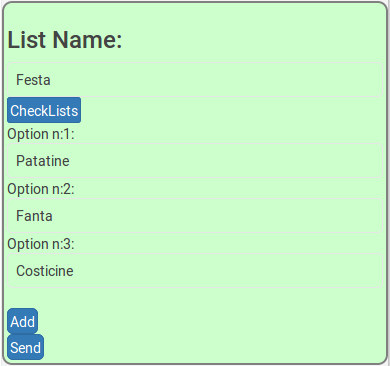 List Name:
Festa
CheckLists
Option n:1:
Patatine
Option n:2:
Fanta
Option n:3:
Costicine
Add
Send